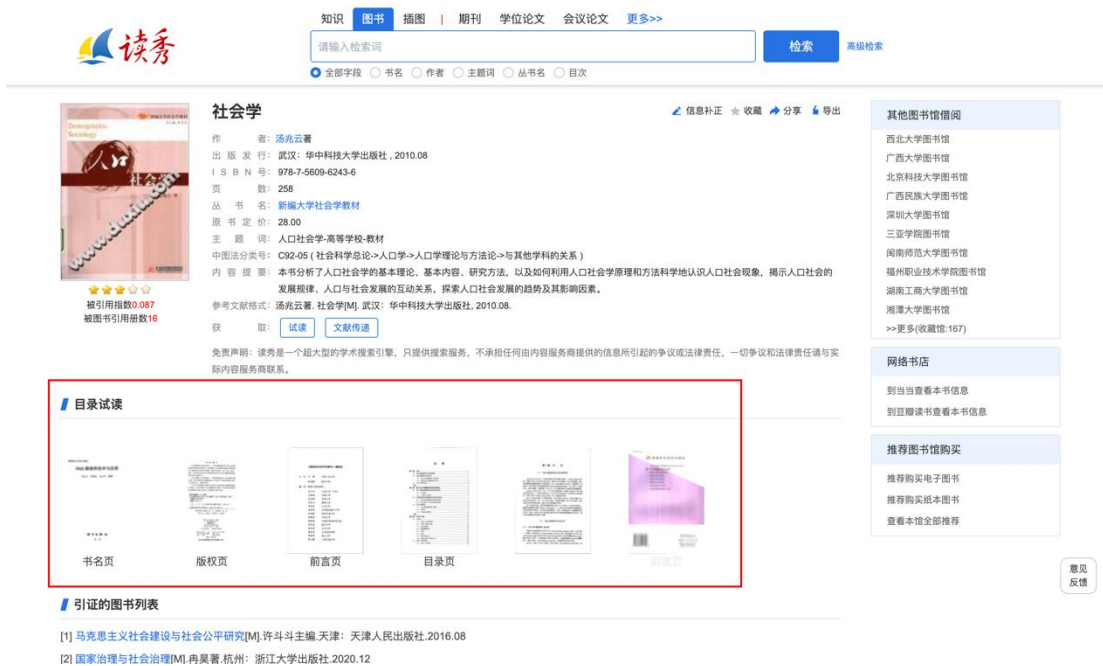 知识 图书 插图 | 期刊 学位论文 会议论文 更多>>
读秀
请输入检索词
检索
高级检索
全部字段 书名 作者 主题词 丛书名 目次
Demographic
Sociology
人口
社会学
www.duxiu.com
被引用指数0.087
被图书引用册数16
社会学
信息补正 收藏 分享 导出
作者: 汤兆云著
出版发行: 武汉: 华中科技大学出版社 , 2010.08
ISBN号: 978-7-5609-6243-6
页数: 258
丛书名: 新编大学社会学教材
原书定价: 28.00
主题词: 人口社会学-高等学校-教材
中图法分类号: C92-05 ( 社会科学总论->人口学->人口学理论与方法论->与其他学科的关系 )
内容提要: 本书分析了人口社会学的基本理论、基本内容、研究方法，以及如何利用人口社会学原理和方法科学地认识人口社会现象，揭示人口社会的
发展规律、人口与社会发展的互动关系，探索人口社会发展的趋势及其影响因素。
参考文献格式: 汤兆云著. 社会学[M]. 武汉：华中科技大学出版社, 2010.08.
获取: 试读 文献传递
免责声明：读秀是一个超大型的学术搜索引擎，只提供搜索服务，不承担任何由内容服务商提供的信息所引起的争议或法律责任，一切争议和法律责任请与实
际内容服务商联系。
其他图书馆借阅
西北大学图书馆
广西大学图书馆
北京科技大学图书馆
广西民族大学图书馆
深圳大学图书馆
三亚学院图书馆
闽南师范大学图书馆
福州职业技术学院图书馆
湖南工商大学图书馆
湘潭大学图书馆
>>更多(收藏馆:167)
网络书店
到当当查看本书信息
到豆瓣读书查看本书信息
推荐图书馆购买
推荐购买电子图书
推荐购买纸本图书
查看本馆全部推荐
目录试读
书名页 版权页 前言页 目录页 封底页
意见
反馈
引证的图书列表
[1] 马克思主义社会建设与社会公平研究[M].许斗斗主编.天津：天津人民出版社.2016.08
[2] 国家治理与社会治理[M].冉昊著.杭州：浙江大学出版社.2020.12